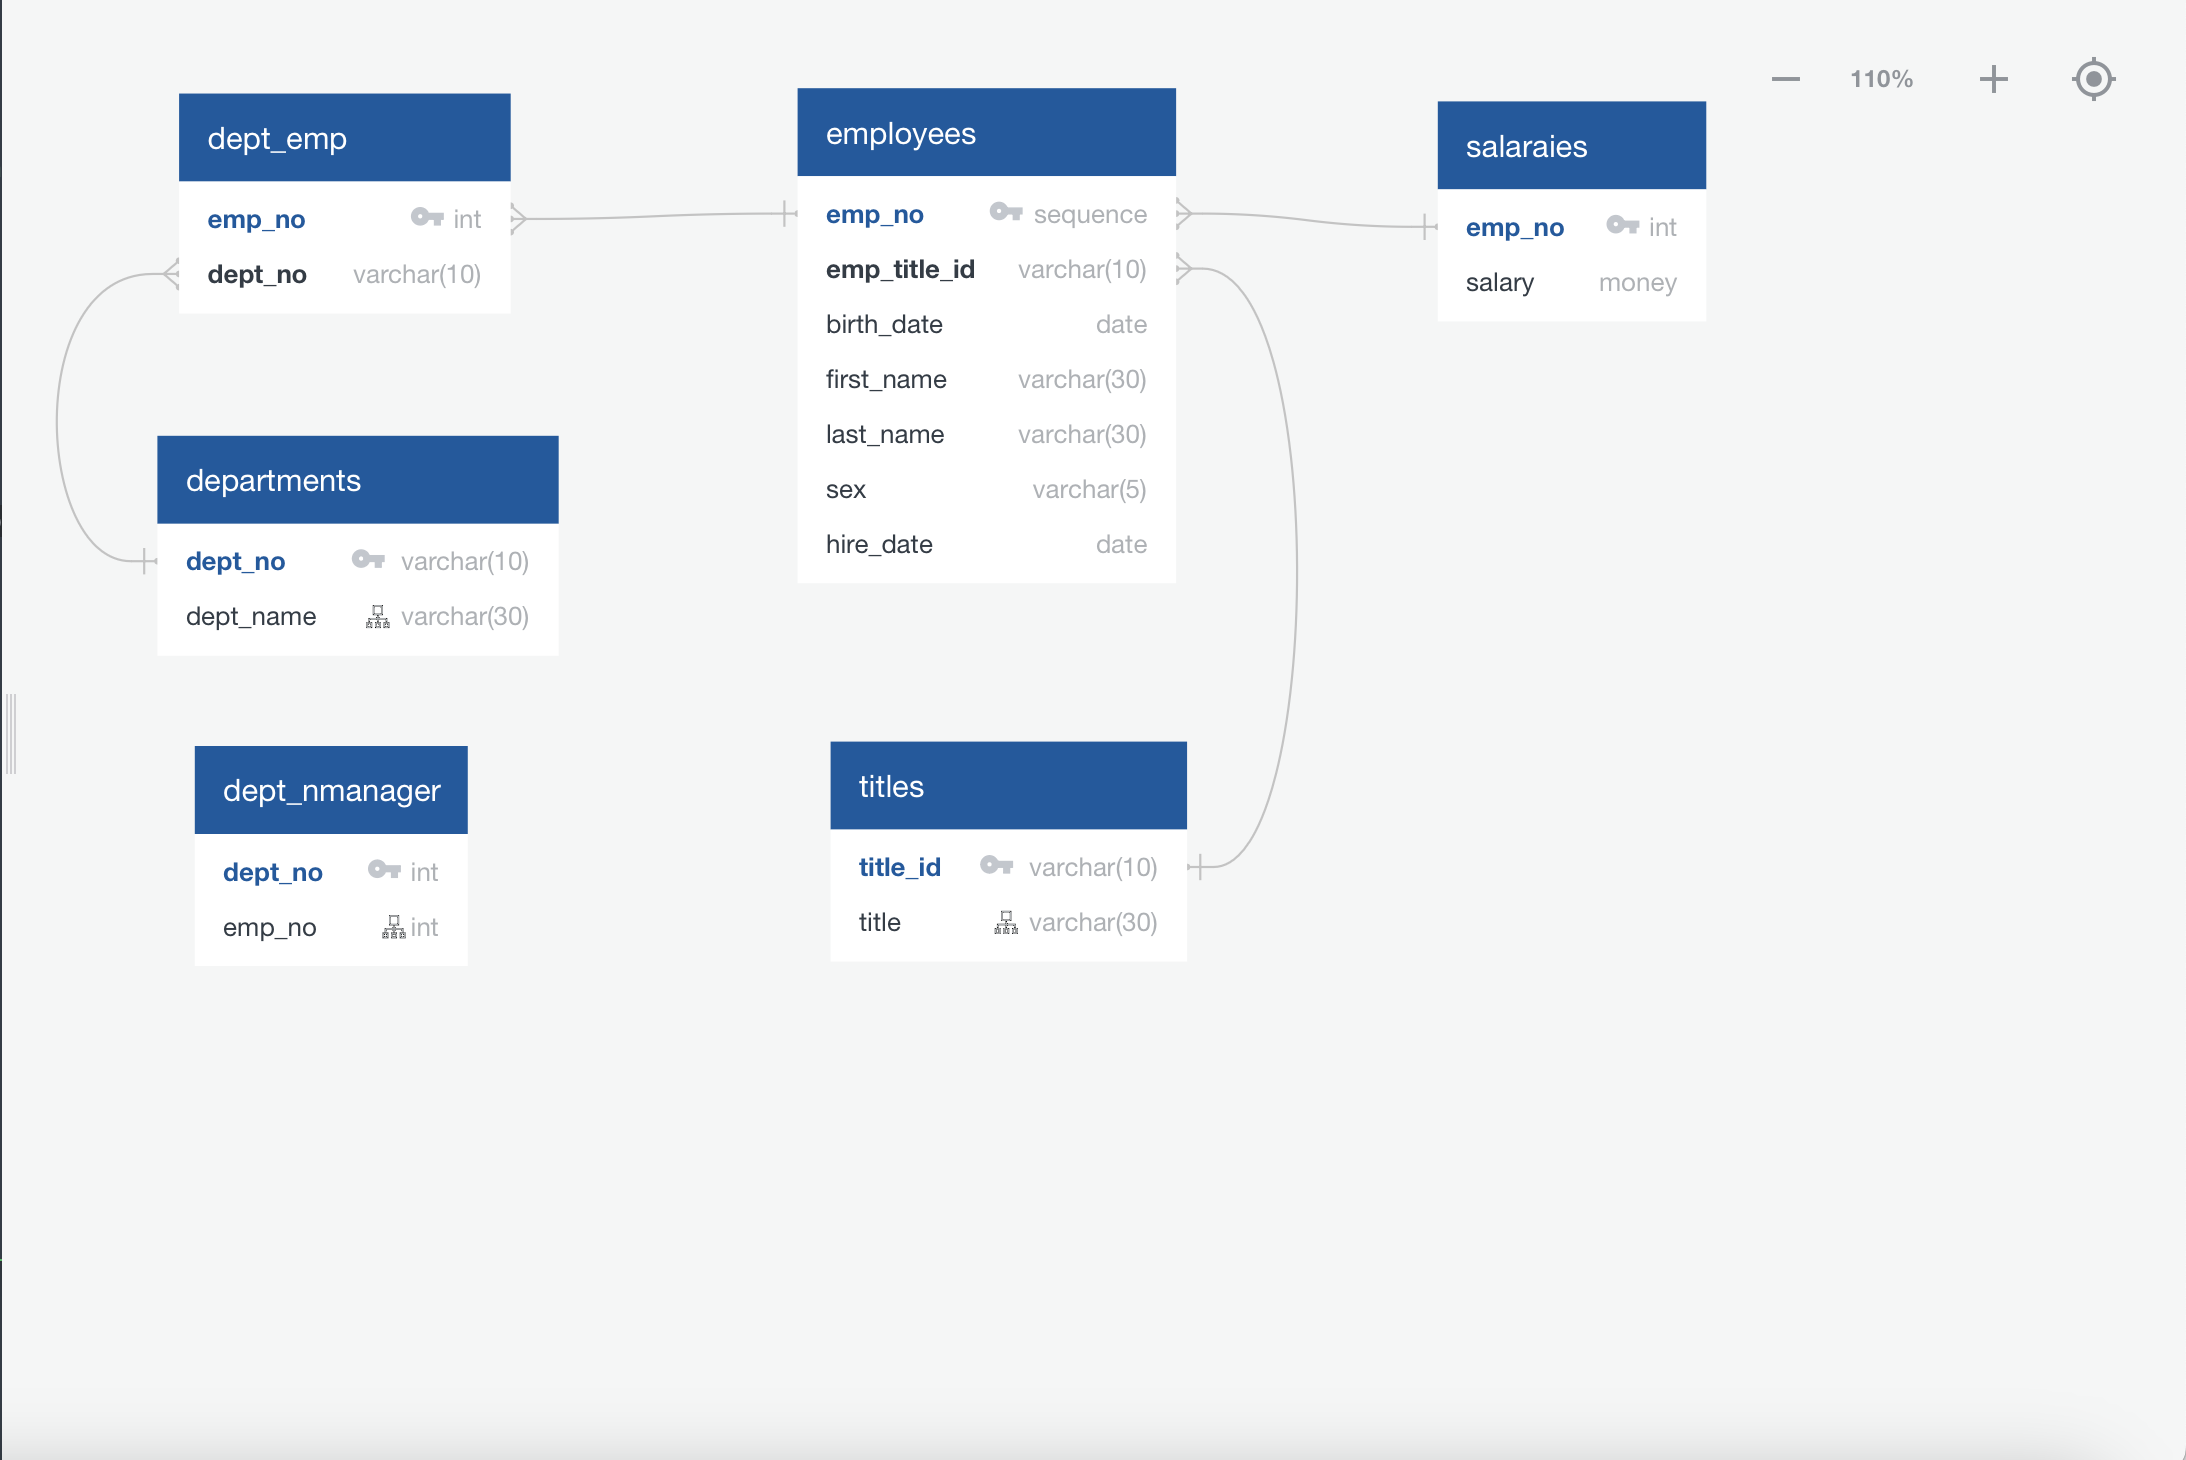 110%
dept_emp
emp_no int
dept_no varchar(10)
employees
emp_no sequence
emp_title_id varchar(10)
birth_date date
first_name varchar(30)
last_name varchar(30)
sex varchar(5)
hire_date date
salaraies
emp_no int
salary money
departments
dept_no varchar(10)
dept_name varchar(30)
dept_nmanager
dept_no int
emp_no int
titles
title_id varchar(10)
title varchar(30)